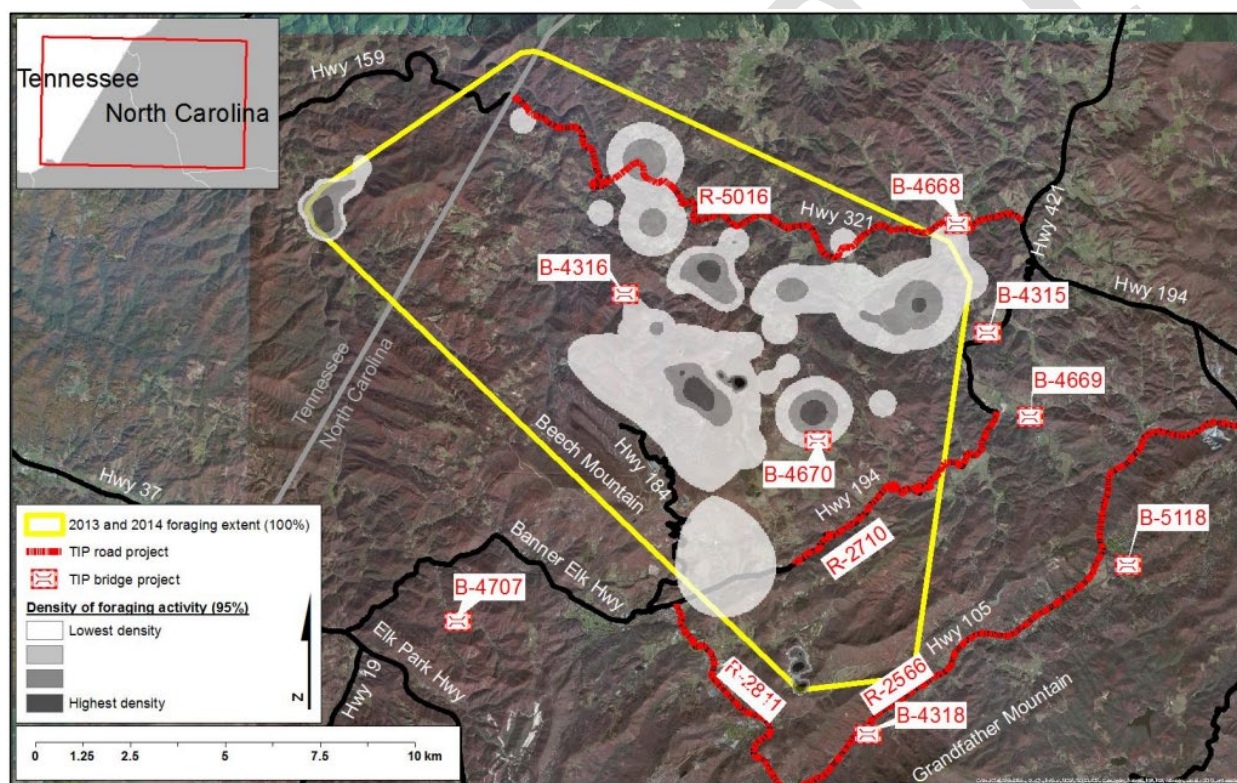 Tennessee
North Carolina
Hwy 159
R-5016
Hwy 321
B-4668
Hwy 421
Hwy 194
B-4316
B-4315
Tennessee
North Carolina
B-4669
Beech Mountain
Hwy 184
B-4670
Hwy 194
Hwy 37
B-5118
R-2710
Banner Elk Hwy
B-4707
Hwy 105
Elk Park Hwy
Hwy 19
R-2811
R-2566
B-4318
Grandfather Mountain
2013 and 2014 foraging extent (100%)
TIP road project
TIP bridge project
Density of foraging activity (95%)
Lowest density
Highest density
N
0 1.25 2.5 5 7.5 10 km